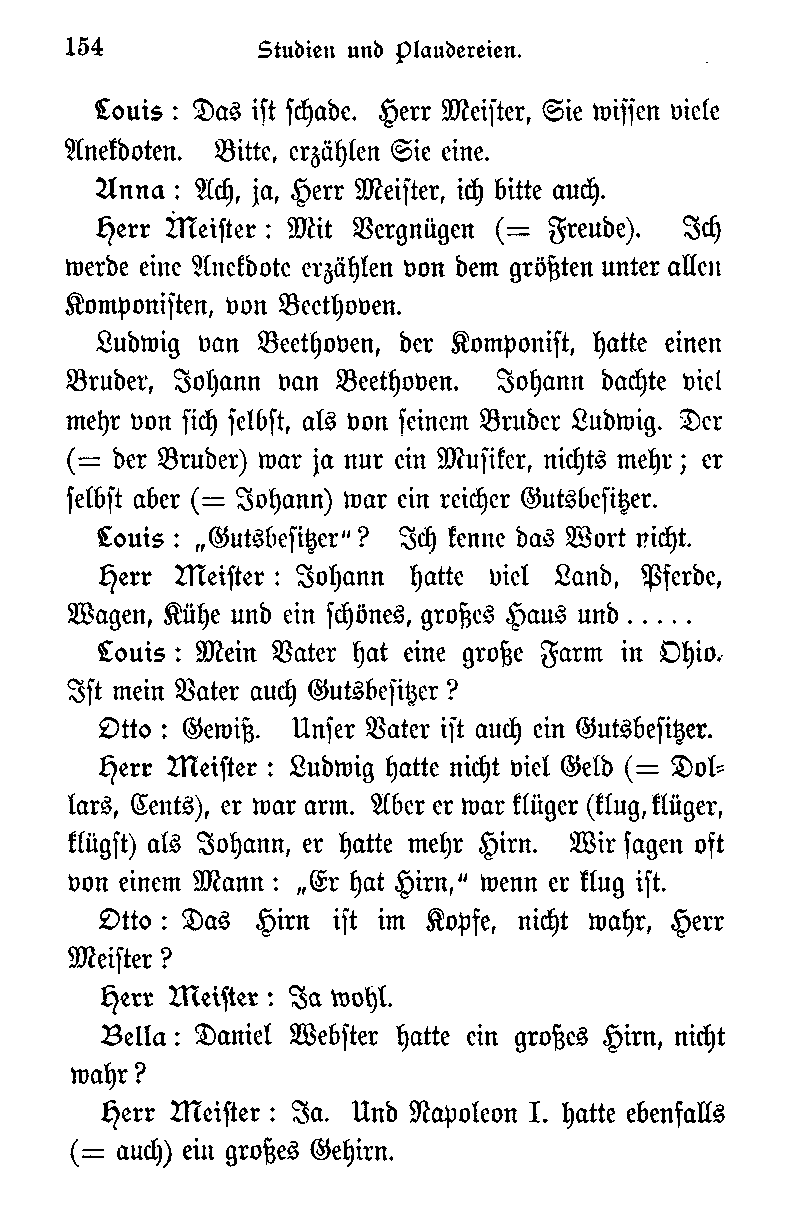 154
Studien und Plaudereien.
Louis : Das ist schade. Herr Meister, Sie wissen viele
Anekdoten. Bitte, erzählen Sie eine.
Anna : Ach, ja, Herr Meister, ich bitte auch.
Herr Meister : Mit Vergnügen (= Freude). Ich
werde eine Anekdote erzählen von dem größten unter allen
Komponisten, von Beethoven.
Ludwig van Beethoven, der Komponist, hatte einen
Bruder, Johann van Beethoven. Johann dachte viel
mehr von sich selbst, als von seinem Bruder Ludwig. Der
(= der Bruder) war ja nur ein Musiker, nichts mehr ; er
selbst aber (= Johann) war ein reicher Gutsbesitzer.
Louis : „Gutsbesitzer“ ? Ich kenne das Wort nicht.
Herr Meister : Johann hatte viel Land, Pferde,
Wagen, Kühe und ein schönes, großes Haus und . . . . .
Louis : Mein Vater hat eine große Farm in Ohio.
Ist mein Vater auch Gutsbesitzer ?
Otto : Gewiß. Unser Vater ist auch ein Gutsbesitzer.
Herr Meister : Ludwig hatte nicht viel Geld (= Dol-
lars, Cents), er war arm. Aber er war klüger (klug, klüger,
klügst) als Johann, er hatte mehr Hirn. Wir sagen oft
von einem Mann : „Er hat Hirn,“ wenn er klug ist.
Otto : Das Hirn ist im Kopfe, nicht wahr, Herr
Meister ?
Herr Meister : Ja wohl.
Bella : Daniel Webster hatte ein großes Hirn, nicht
wahr ?
Herr Meister : Ja. Und Napoleon I. hatte ebenfalls
(= auch) ein großes Gehirn.